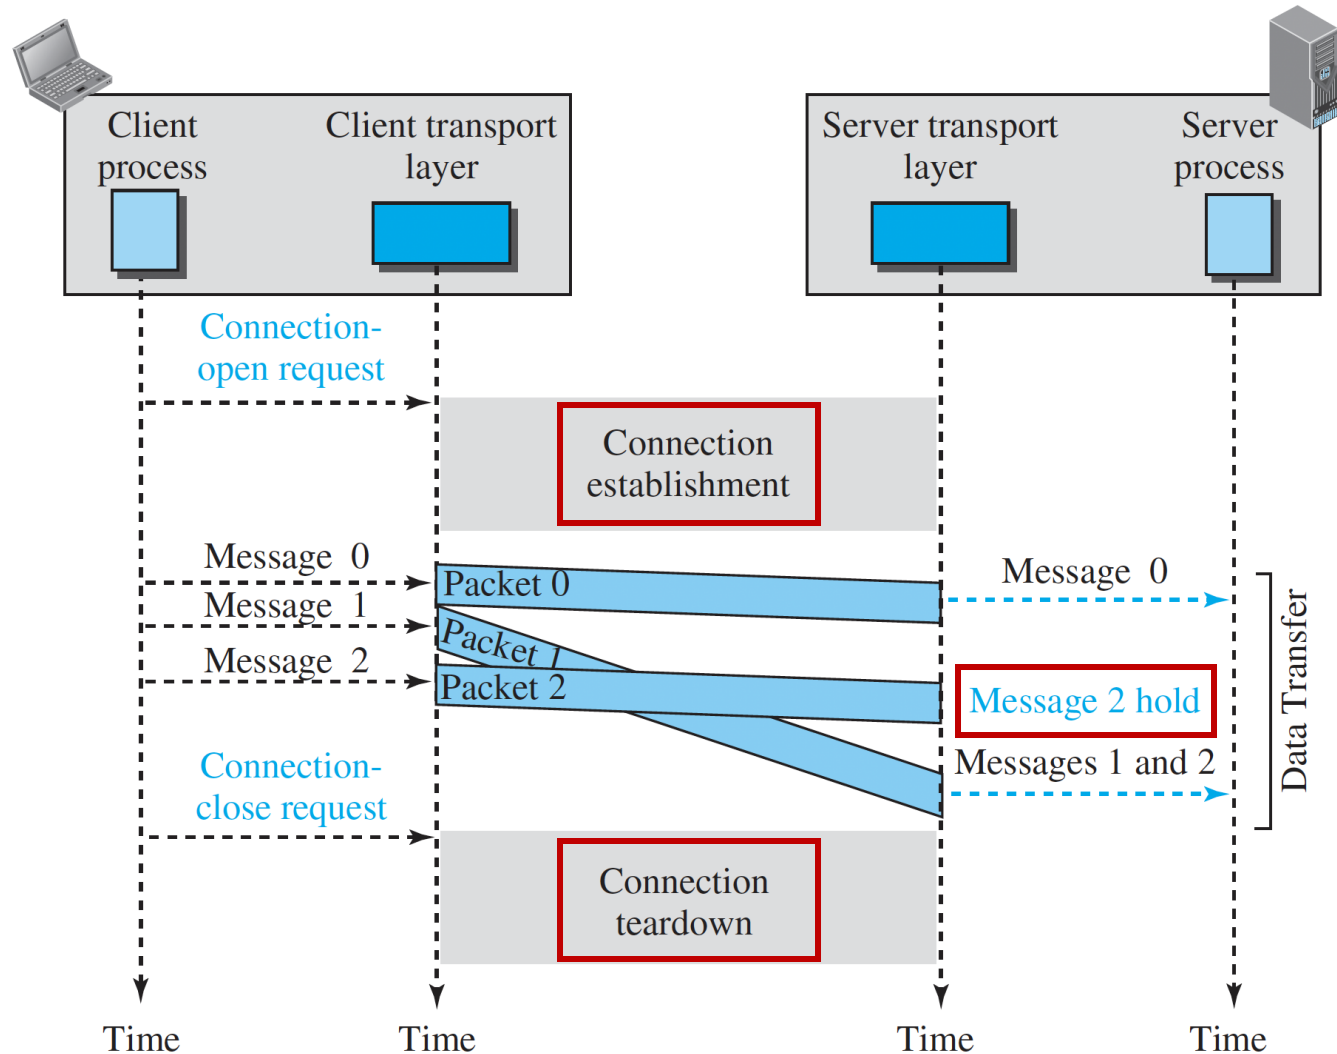 Client
process
Client transport
layer
Server transport
layer
Server
process
Connection-
open request
Connection
establishment
Message 0
Message 1
Message 2
Packet 0
Packet 1
Packet 2
Message 0
Message 2 hold
Messages 1 and 2
Data Transfer
Connection-
close request
Connection
teardown
Time
Time
Time
Time